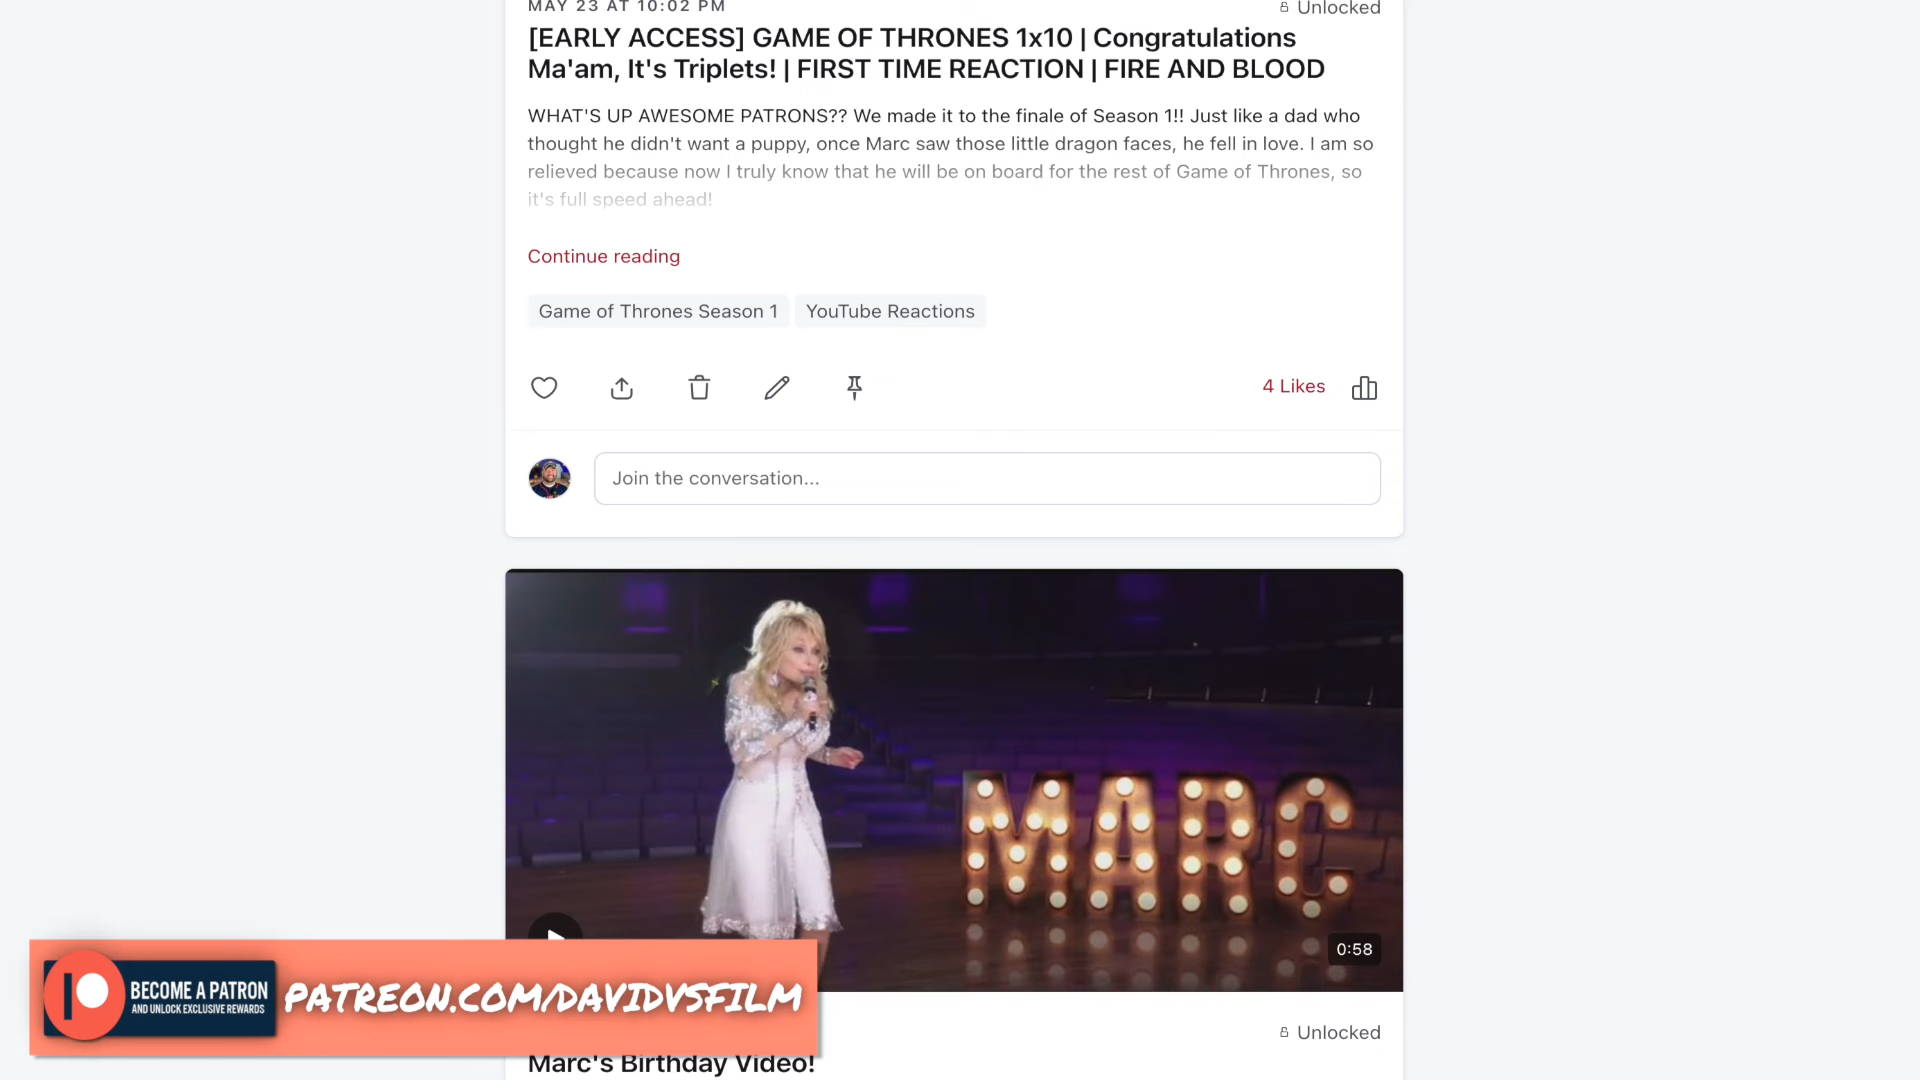 MAY 23 AT 10:02 PM
Unlocked
[EARLY ACCESS] GAME OF THRONES 1x10 | Congratulations
Ma'am, It's Triplets! | FIRST TIME REACTION | FIRE AND BLOOD
WHAT'S UP AWESOME PATRONS?? We made it to the finale of Season 1!! Just like a dad who
thought he didn't want a puppy, once Marc saw those little dragon faces, he fell in love. I am so
relieved because now I truly know that he will be on board for the rest of Game of Thrones, so
it's full speed ahead!
Continue reading
Game of Thrones Season 1
YouTube Reactions
4 Likes
Join the conversation...
MARC
0:58
BECOME A PATRON
AND UNLOCK EXCLUSIVE REWARDS
PATREON.COM/DAVIDVSFILM
Unlocked
Marc's Birthday Video!